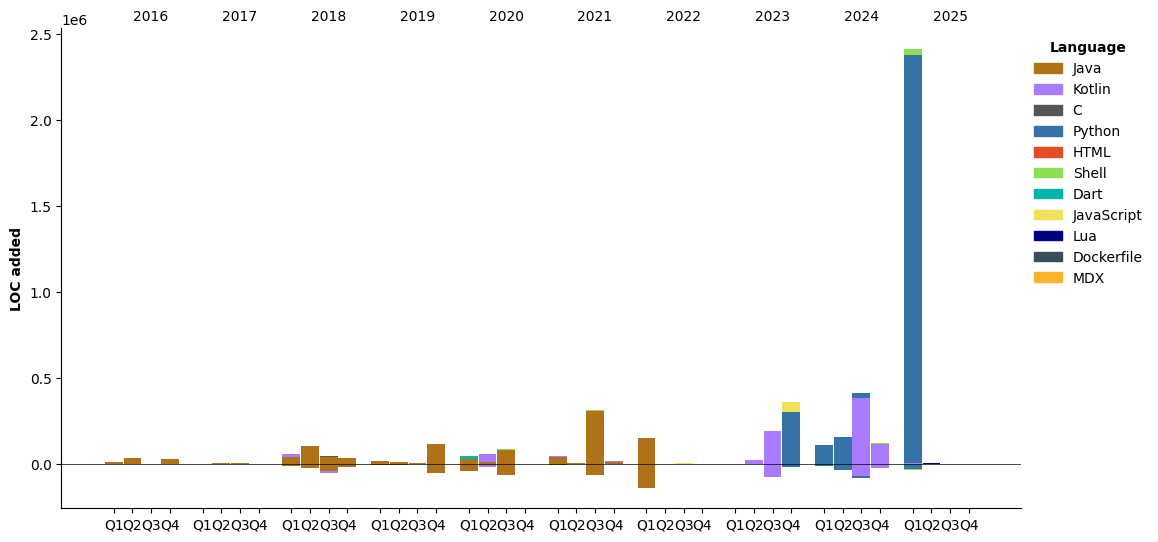 2016 2017 2018 2019 2020 2021 2022 2023 2024 2025
1e6
2.5
2.0
1.5
1.0
0.5
0.0
LOC added
Q1Q2Q3Q4 Q1Q2Q3Q4 Q1Q2Q3Q4 Q1Q2Q3Q4 Q1Q2Q3Q4 Q1Q2Q3Q4 Q1Q2Q3Q4 Q1Q2Q3Q4 Q1Q2Q3Q4 Q1Q2Q3Q4
Language
Java
Kotlin
C
Python
HTML
Shell
Dart
JavaScript
Lua
Dockerfile
MDX